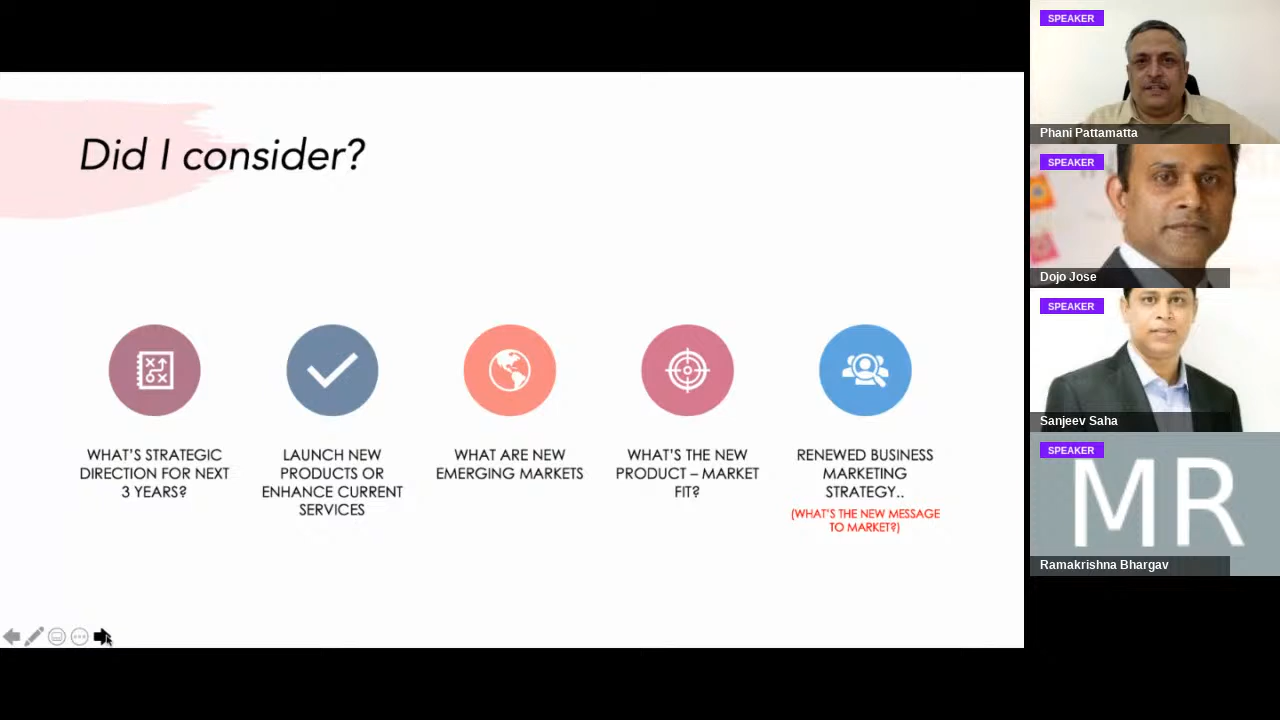 Did I consider?
WHAT'S STRATEGIC
DIRECTION FOR NEXT
3 YEARS?
LAUNCH NEW
PRODUCTS OR
ENHANCE CURRENT
SERVICES
WHAT ARE NEW
EMERGING MARKETS
WHAT'S THE NEW
PRODUCT – MARKET
FIT?
RENEWED BUSINESS
MARKETING
STRATEGY..
(WHAT'S THE NEW MESSAGE
TO MARKET?)
SPEAKER
Phani Pattamatta
SPEAKER
Dojo Jose
SPEAKER
Sanjeev Saha
SPEAKER
MR
Ramakrishna Bhargav